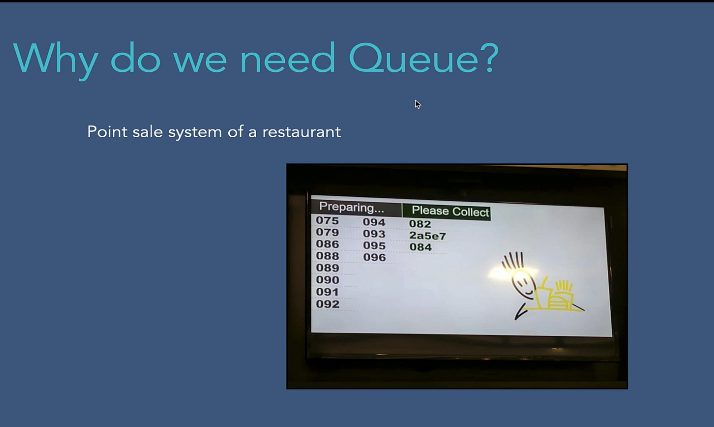 Why do we need Queue?
Point sale system of a restaurant
Preparing... Please Collect
075 094 082
079 093 2a5e7
086 095 084
088 096
089
090
091
092